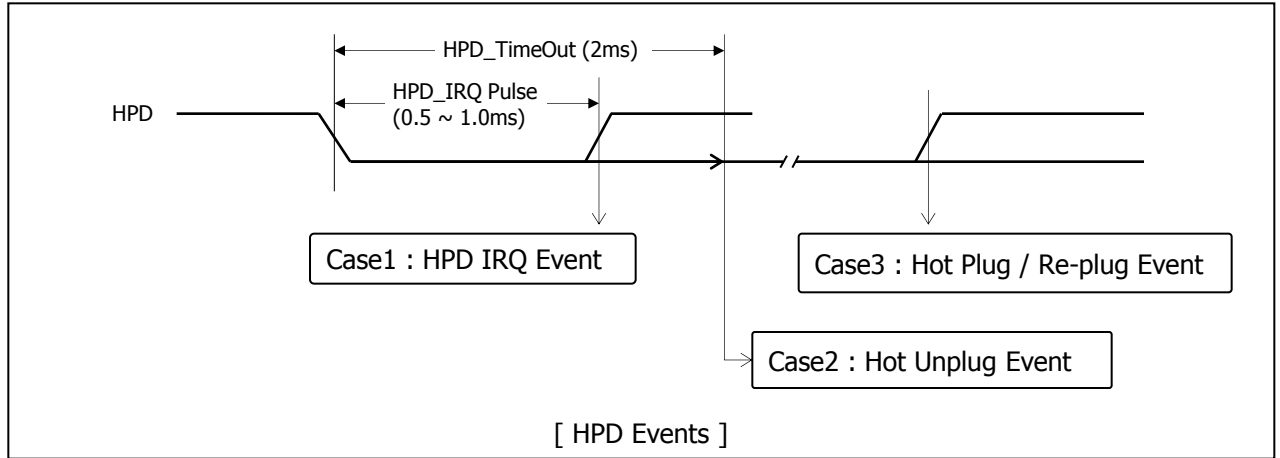 HPD_TimeOut (2ms)
HPD_IRQ Pulse
(0.5 ~ 1.0ms)
HPD
Case1 : HPD IRQ Event
Case3 : Hot Plug / Re-plug Event
Case2 : Hot Unplug Event
[ HPD Events ]